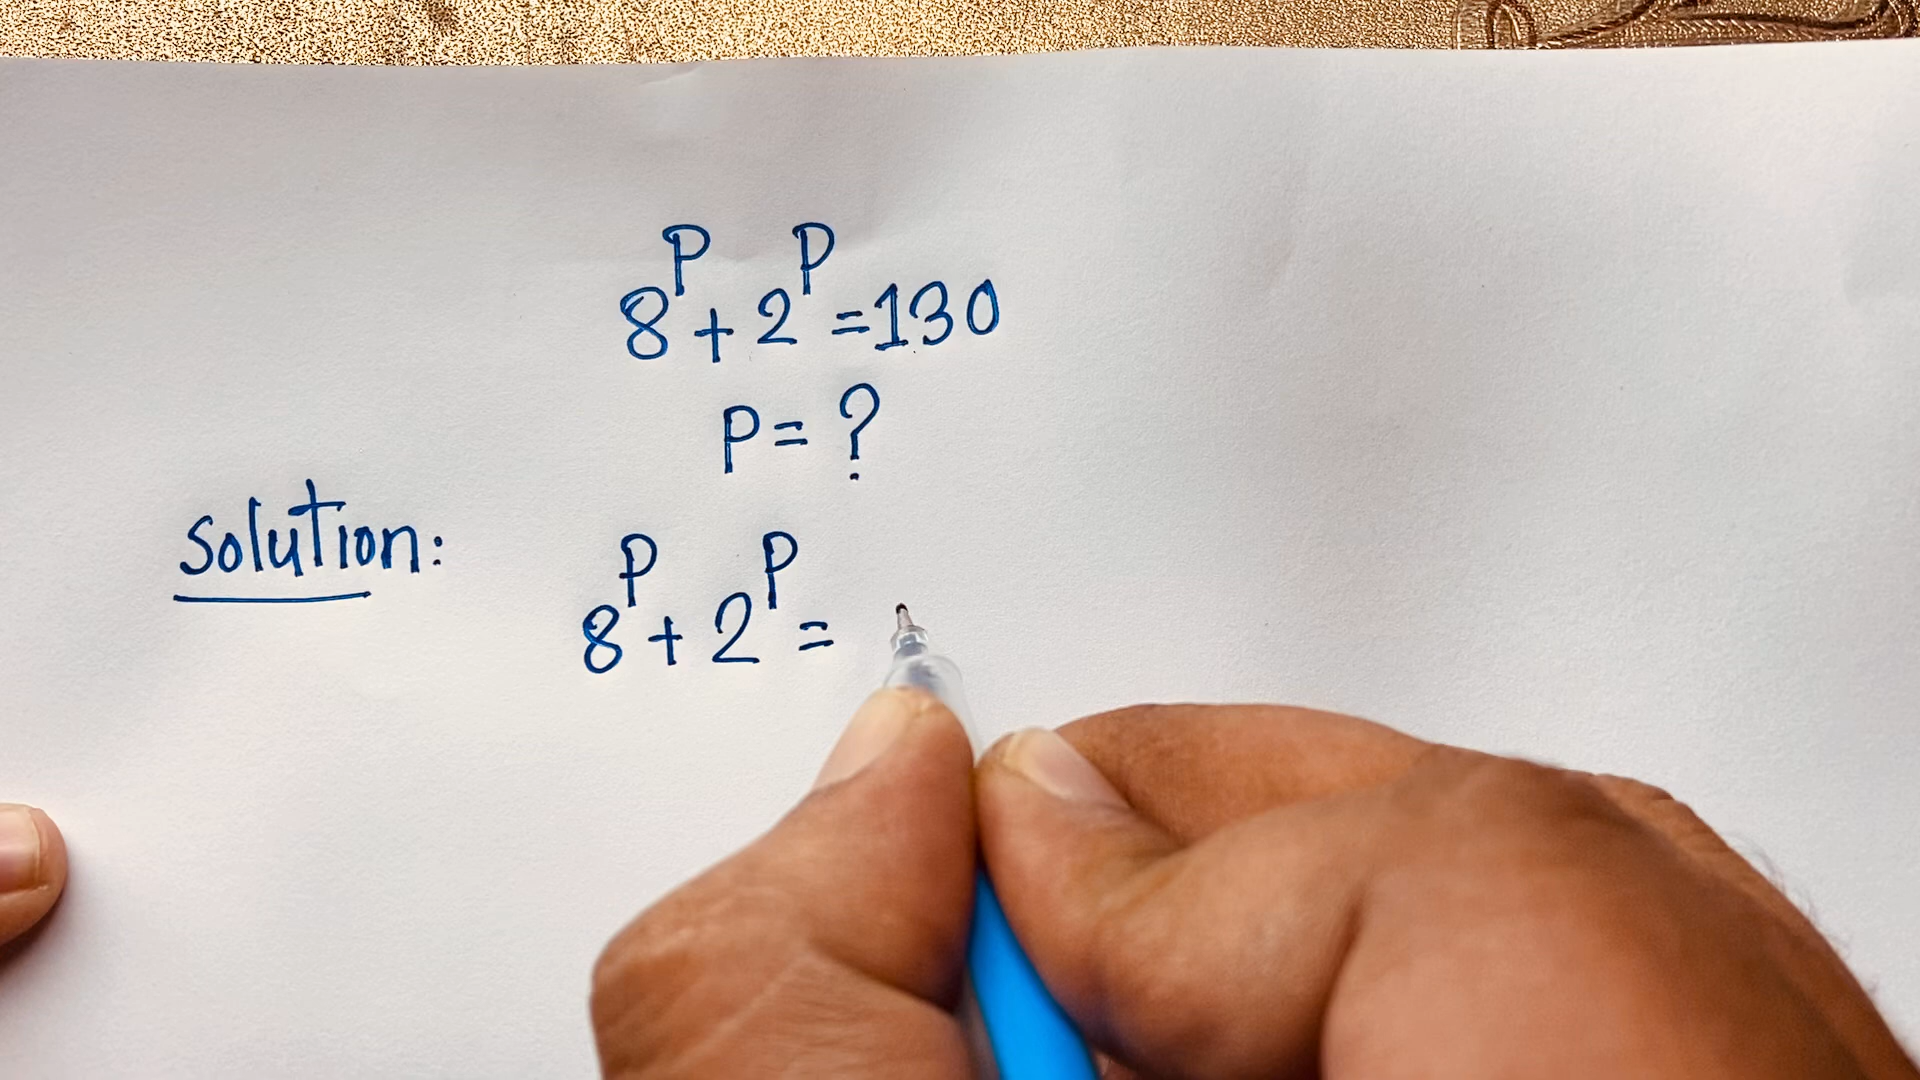 8^P + 2^P = 130
P = ?
Solution:
8^P + 2^P =